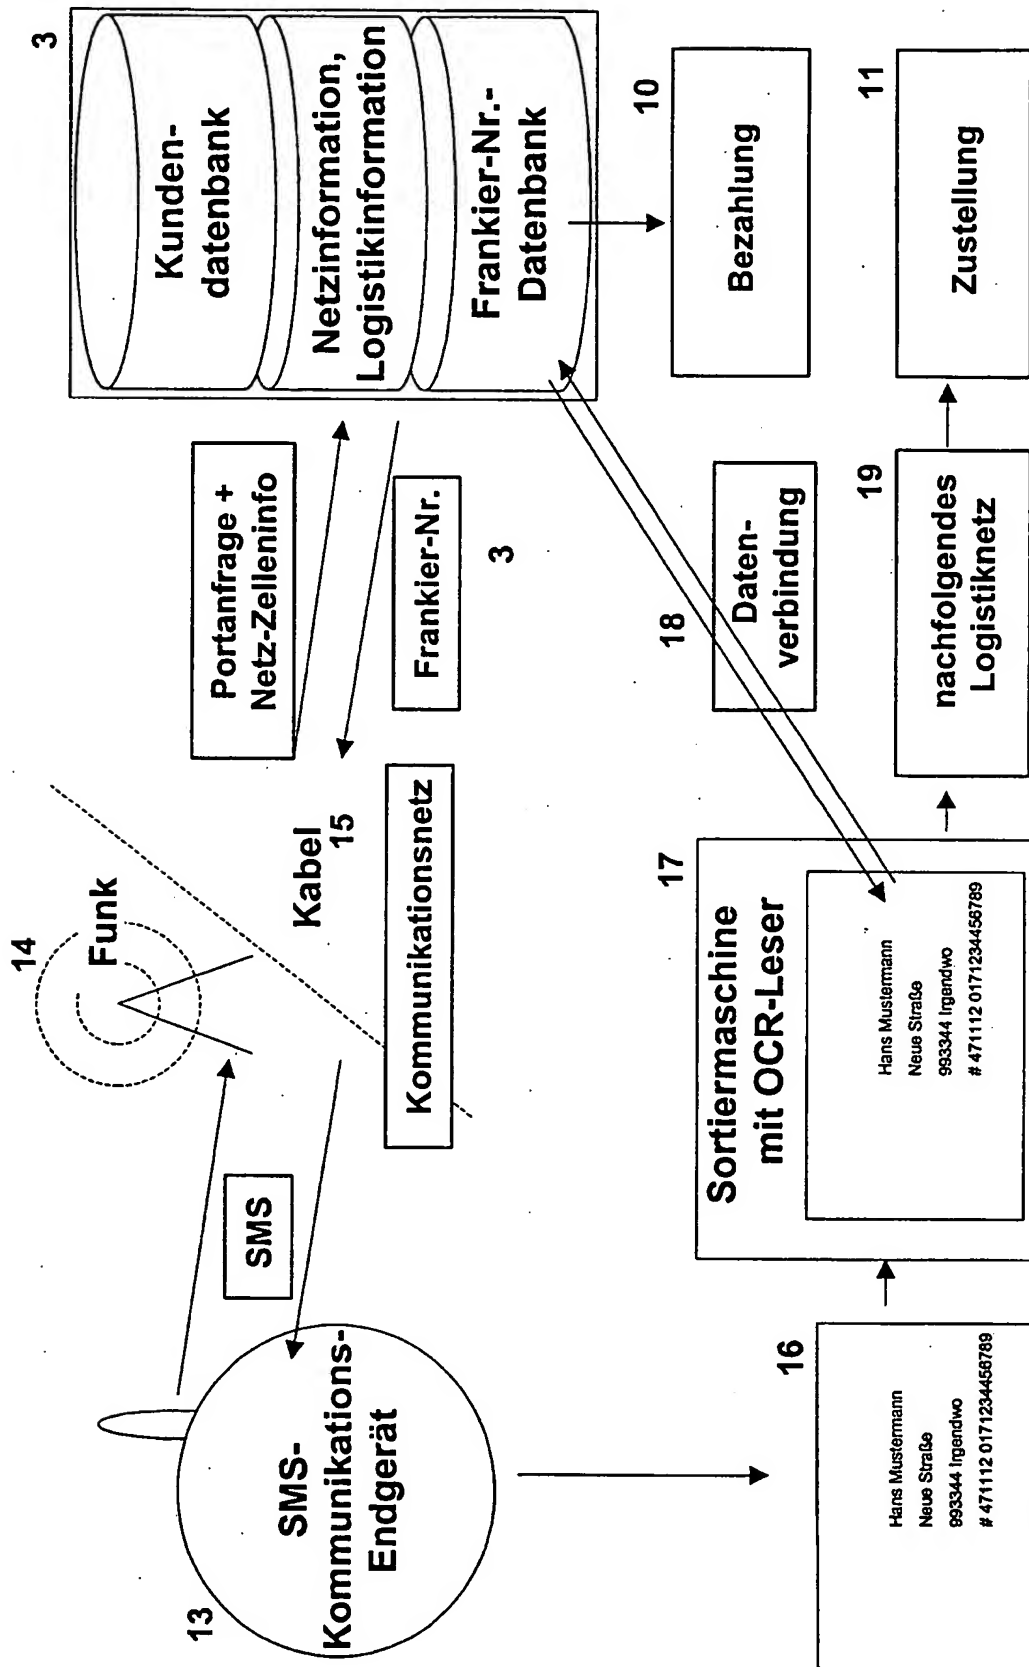 13
SMS-
Kommunikations-
Endgerät
SMS
14
Funk
Kabel
15
Kommunikationsnetz
Portanfrage +
Netz-Zelleninfo
Frankier-Nr.
3
3
Kunden-
datenbank
Netzinformation,
Logistikinformation
Frankier-Nr.-
Datenbank
16
Hans Mustermann
Neue Straße
993344 Irgendwo
# 471112 0171234456789
17
Sortiermaschine
mit OCR-Leser
Hans Mustermann
Neue Straße
993344 Irgendwo
# 471112 0171234456789
18
Daten-
verbindung
10
Bezahlung
19
nachfolgendes
Logistiknetz
11
Zustellung